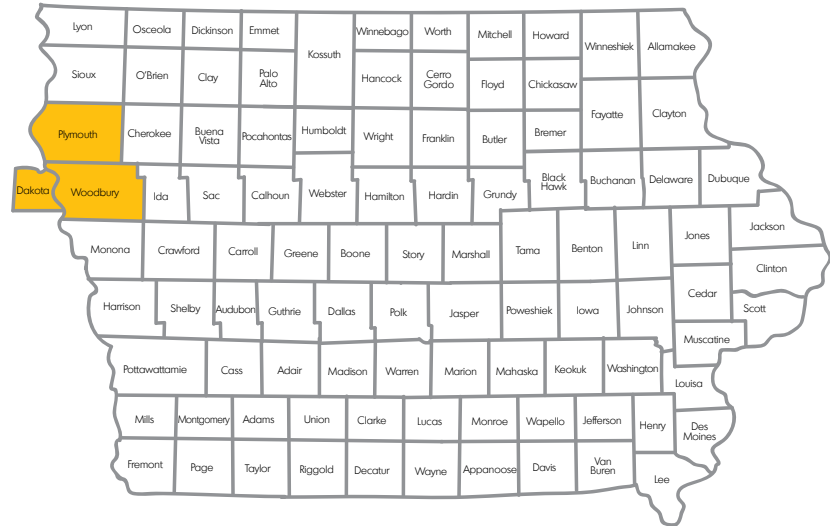 Lyon
Osceola
Dickinson
Emmet
Kossuth
Winnebago
Worth
Mitchell
Howard
Winneshiek
Allamakee
Sioux
O'Brien
Clay
Palo
Alto
Hancock
Cerro
Gordo
Floyd
Chickasaw
Fayatte
Clayton
Plymouth
Cherokee
Buena
Vista
Pocahontas
Humboldt
Wright
Franklin
Butler
Bremer
Dakota
Woodbury
Ida
Sac
Calhoun
Webster
Hamilton
Hardin
Grundy
Black
Hawk
Buchanan
Delaware
Dubuque
Monona
Crawford
Carroll
Greene
Boone
Story
Marshall
Tama
Benton
Linn
Jones
Jackson
Clinton
Harrison
Shelby
Audubon
Guthrie
Dallas
Polk
Jasper
Poweshiek
Iowa
Johnson
Cedar
Scott
Muscatine
Pottawattamie
Cass
Adair
Madison
Warren
Marion
Mahaska
Keokuk
Washington
Louisa
Mills
Montgomery
Adams
Union
Clarke
Lucas
Monroe
Wapello
Jefferson
Henry
Des
Moines
Fremont
Page
Taylor
Riggold
Decatur
Wayne
Appanoose
Davis
Van
Buren
Lee